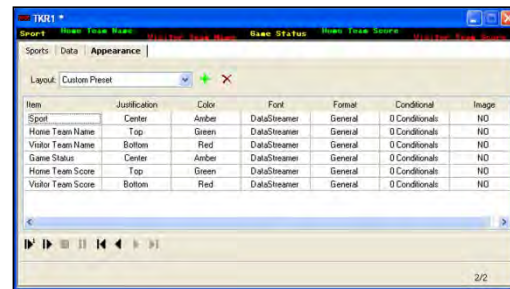 TKR1 *
Sport Home Team Name Visitor Team Name Game Status Home Team Score Visitor Team Score
Sports Data Appearance
Layout: Custom Preset
Item Justification Color Font Format Conditional Image
Sport Center Amber DataStreamer General 0 Conditionals NO
Home Team Name Top Green DataStreamer General 0 Conditionals NO
Visitor Team Name Bottom Red DataStreamer General 0 Conditionals NO
Game Status Center Amber DataStreamer General 0 Conditionals NO
Home Team Score Top Green DataStreamer General 0 Conditionals NO
Visitor Team Score Bottom Red DataStreamer General 0 Conditionals NO
2/2